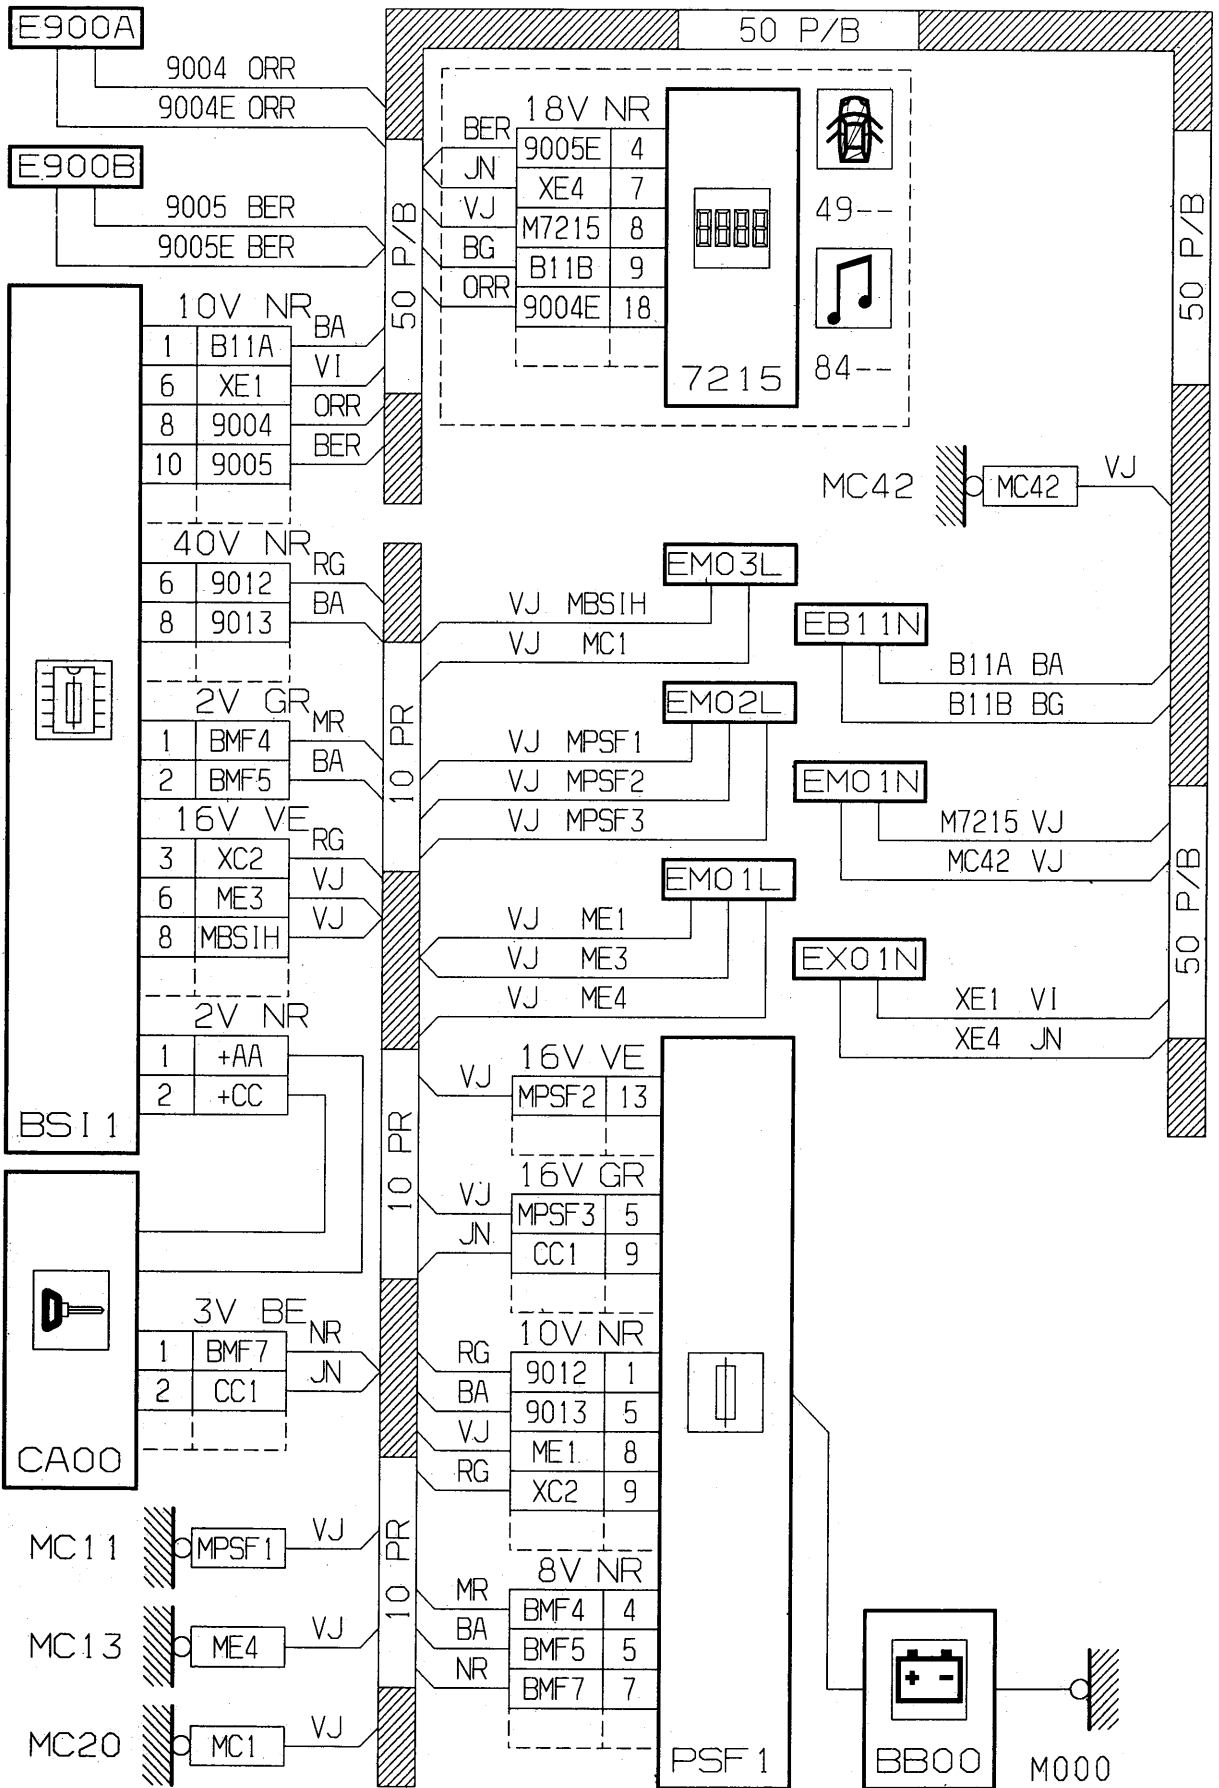 E900A
9004 ORR
9004E ORR
E900B
9005 BER
9005E BER
50 P/B
50 P/B
50 P/B
50 P/B
18V NR
BER 9005E 4
JN XE4 7
VJ M7215 8
BG B11B 9
ORR 9004E 18
7215
49--
84--
10V NR
1 B11A BA
6 XE1 VI
8 9004 ORR
10 9005 BER
40V NR
6 9012 RG
8 9013 BA
2V GR
1 BMF4 MR
2 BMF5 BA
16V VE
3 XC2 RG
6 ME3 VJ
8 MBSIH VJ
2V NR
1 +AA
2 +CC
BSI1
MC42 MC42 VJ
EM03L
VJ MBSIH
VJ MC1
EB11N
B11A BA
B11B BG
EM02L
VJ MPSF1
VJ MPSF2
VJ MPSF3
EM01N
M7215 VJ
MC42 VJ
EM01L
VJ ME1
VJ ME3
VJ ME4
EX01N
XE1 VI
XE4 JN
10 PR
10 PR
10 PR
16V VE
VJ MPSF2 13
16V GR
VJ MPSF3 5
JN CC1 9
10V NR
RG 9012 1
BA 9013 5
VJ ME1 8
RG XC2 9
8V NR
MR BMF4 4
BA BMF5 5
NR BMF7 7
PSF1
3V BE
1 BMF7 NR
2 CC1 JN
CA00
MC11 MPSF1 VJ
MC13 ME4 VJ
MC20 MC1 VJ
+ -
BB00
M000